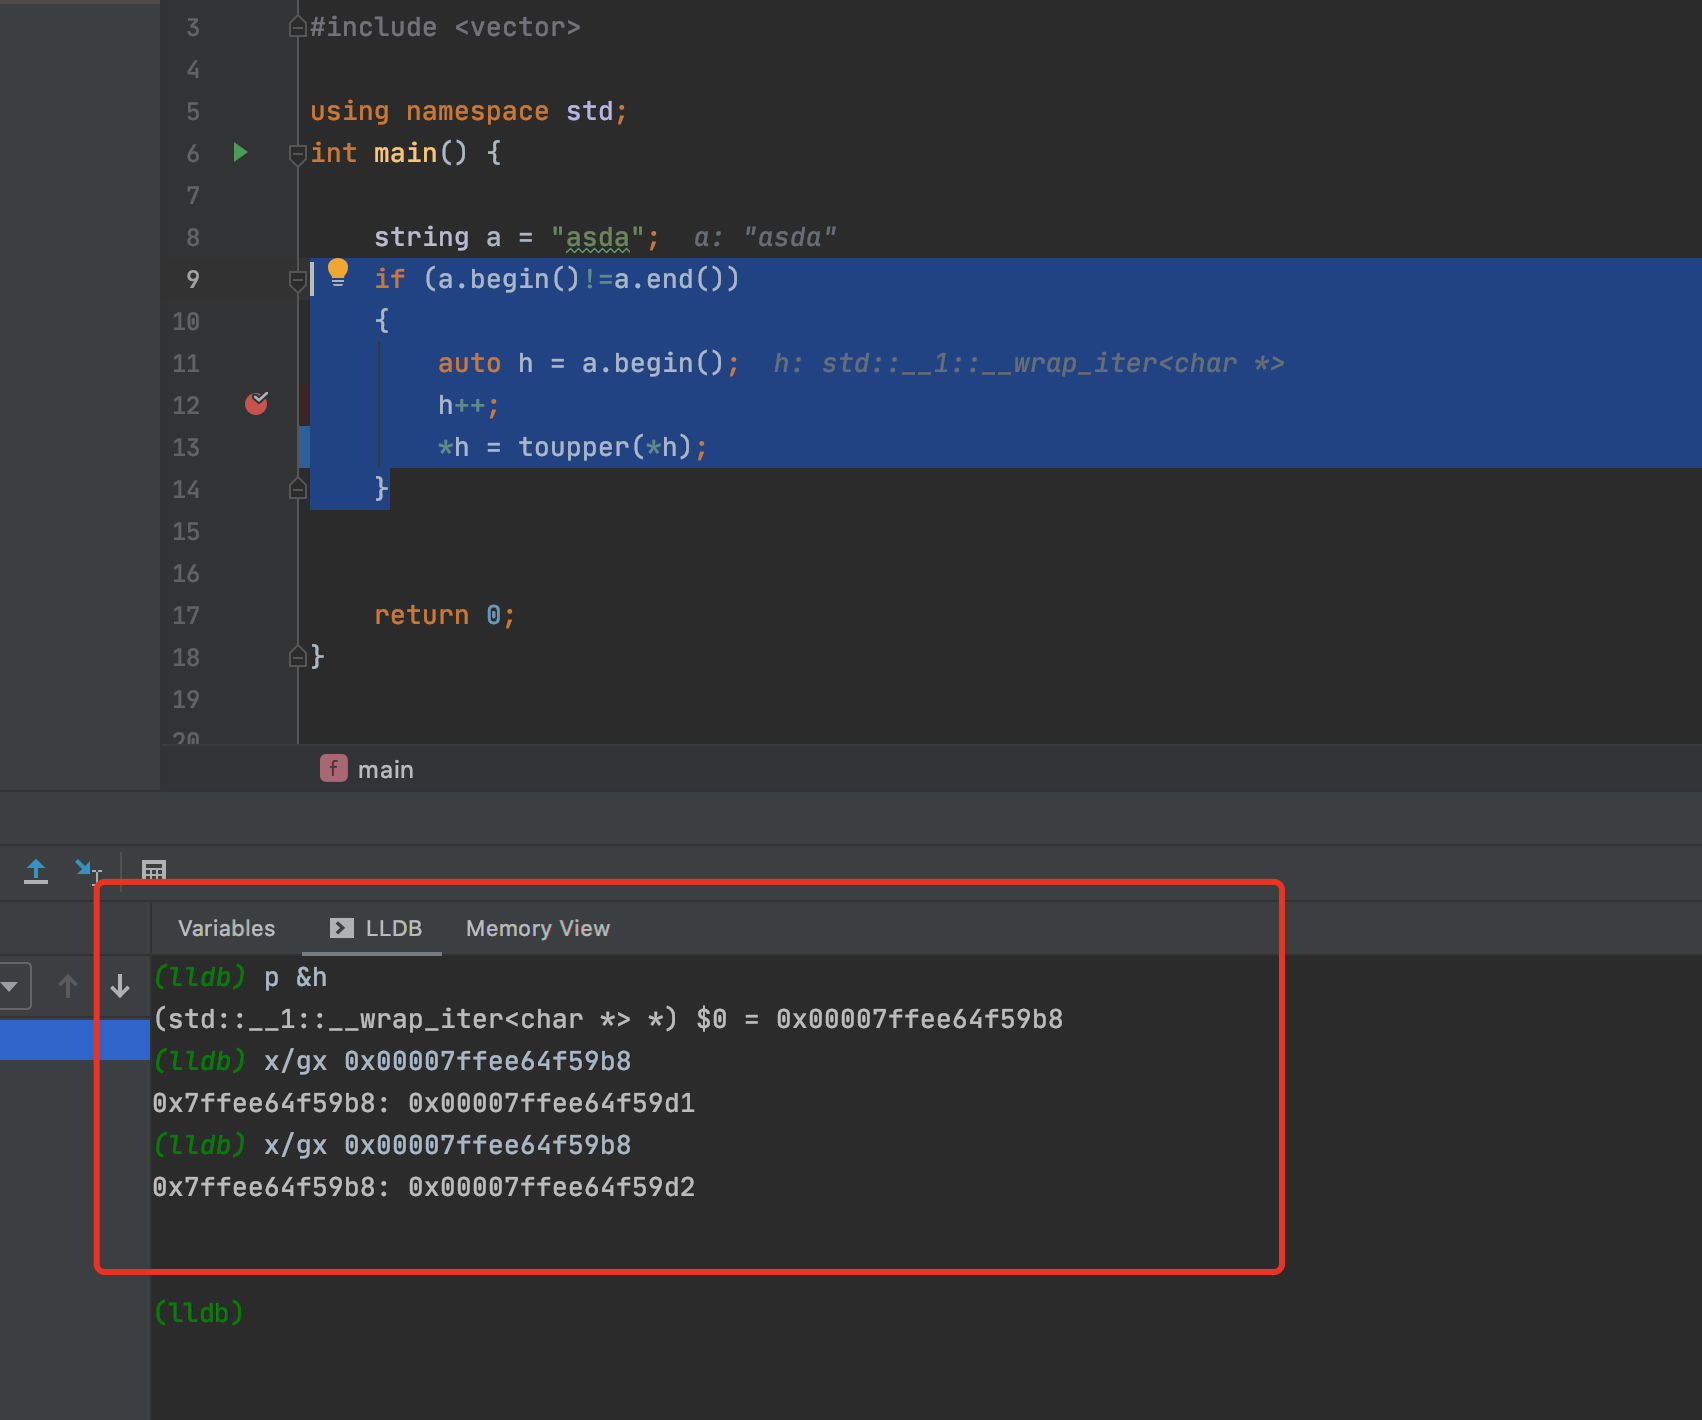 3 #include <vector>
4
5 using namespace std;
6 int main() {
7
8 string a = "asda"; a: "asda"
9 if (a.begin()!=a.end())
10 {
11 auto h = a.begin(); h: std::__1::__wrap_iter<char *>
12 h++;
13 *h = toupper(*h);
14 }
15
16
17 return 0;
18 }
19
20
f main
Variables LLDB Memory View
(lldb) p &h
(std::__1::__wrap_iter<char *> *) $0 = 0x00007ffee64f59b8
(lldb) x/gx 0x00007ffee64f59b8
0x7ffee64f59b8: 0x00007ffee64f59d1
(lldb) x/gx 0x00007ffee64f59b8
0x7ffee64f59b8: 0x00007ffee64f59d2
(lldb)